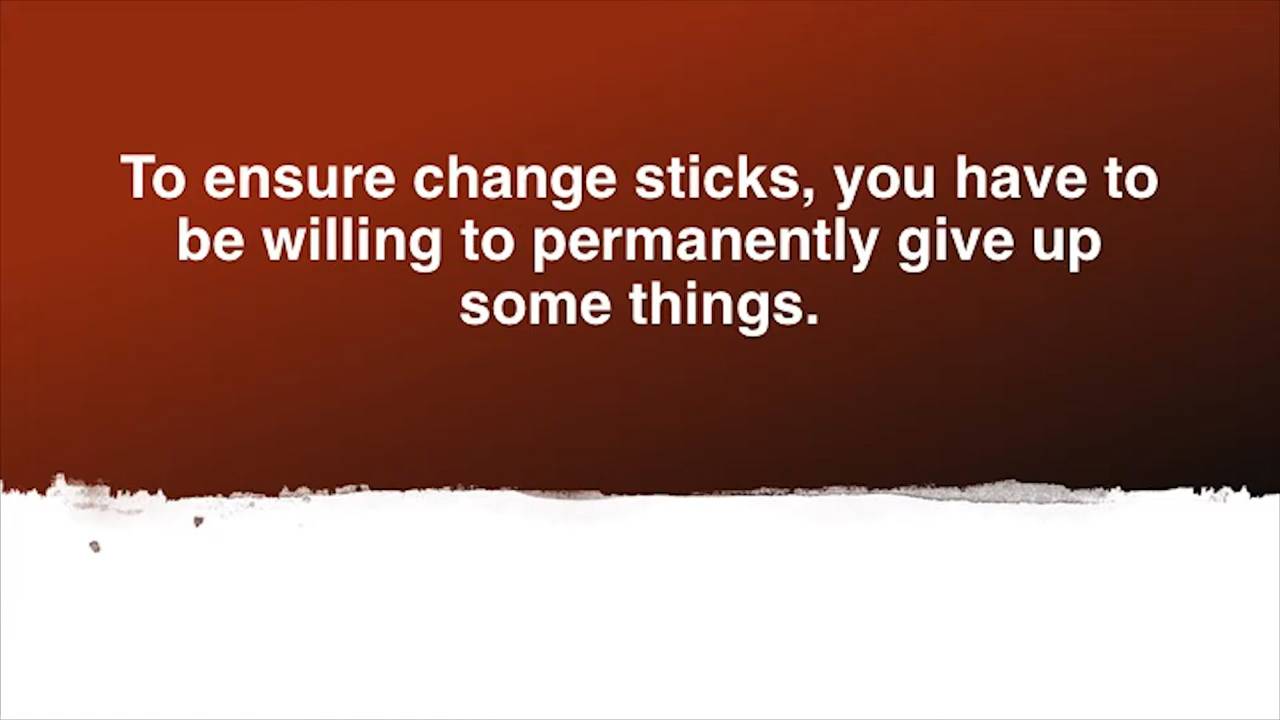 To ensure change sticks, you have to
be willing to permanently give up
some things.